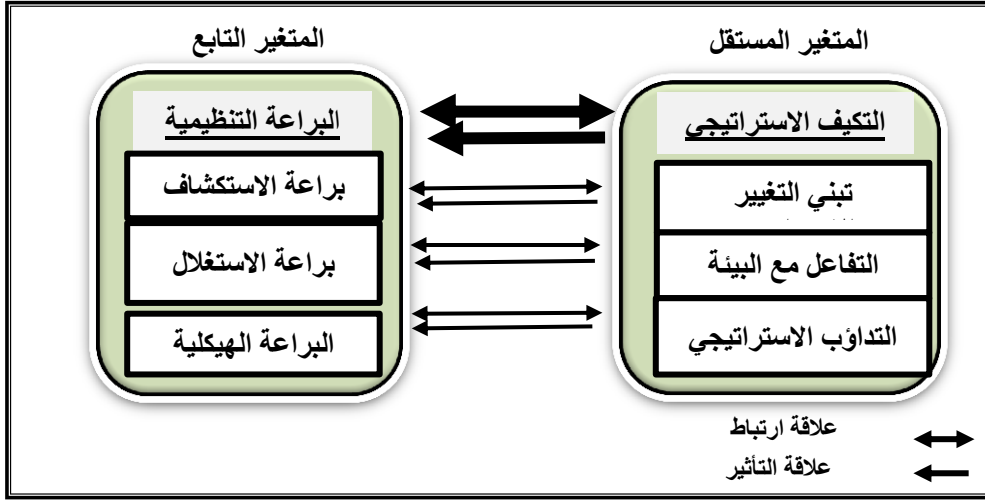 المتغير المستقل
المتغير التابع
التكيف الاستراتيجي
تبني التغيير
التفاعل مع البيئة
التداؤب الاستراتيجي
البراعة التنظيمية
براعة الاستكشاف
براعة الاستغلال
البراعة الهيكلية
علاقة ارتباط
علاقة التأثير